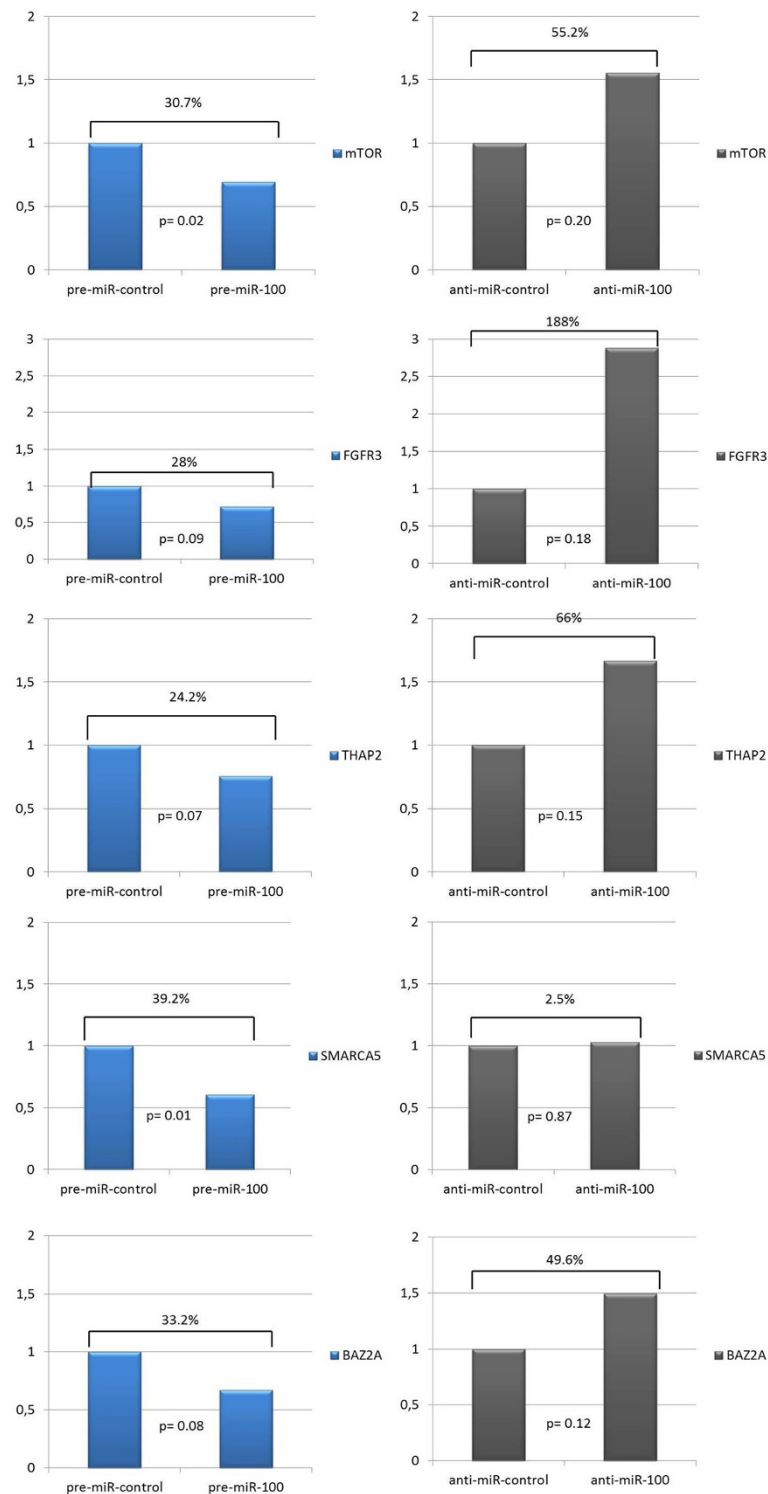 2
1,5
1
0,5
0
30.7%
p= 0.02
pre-miR-control pre-miR-100
mTOR
2
1,5
1
0,5
0
55.2%
p= 0.20
anti-miR-control anti-miR-100
mTOR
3
2,5
2
1,5
1
0,5
0
28%
p= 0.09
pre-miR-control pre-miR-100
FGFR3
3
2,5
2
1,5
1
0,5
0
188%
p= 0.18
anti-miR-control anti-miR-100
FGFR3
2
1,5
1
0,5
0
24.2%
p= 0.07
pre-miR-control pre-miR-100
THAP2
2
1,5
1
0,5
0
66%
p= 0.15
anti-miR-control anti-miR-100
THAP2
2
1,5
1
0,5
0
39.2%
p= 0.01
pre-miR-control pre-miR-100
SMARCA5
2
1,5
1
0,5
0
2.5%
p= 0.87
anti-miR-control anti-miR-100
SMARCA5
2
1,5
1
0,5
0
33.2%
p= 0.08
pre-miR-control pre-miR-100
BAZ2A
2
1,5
1
0,5
0
49.6%
p= 0.12
anti-miR-control anti-miR-100
BAZ2A